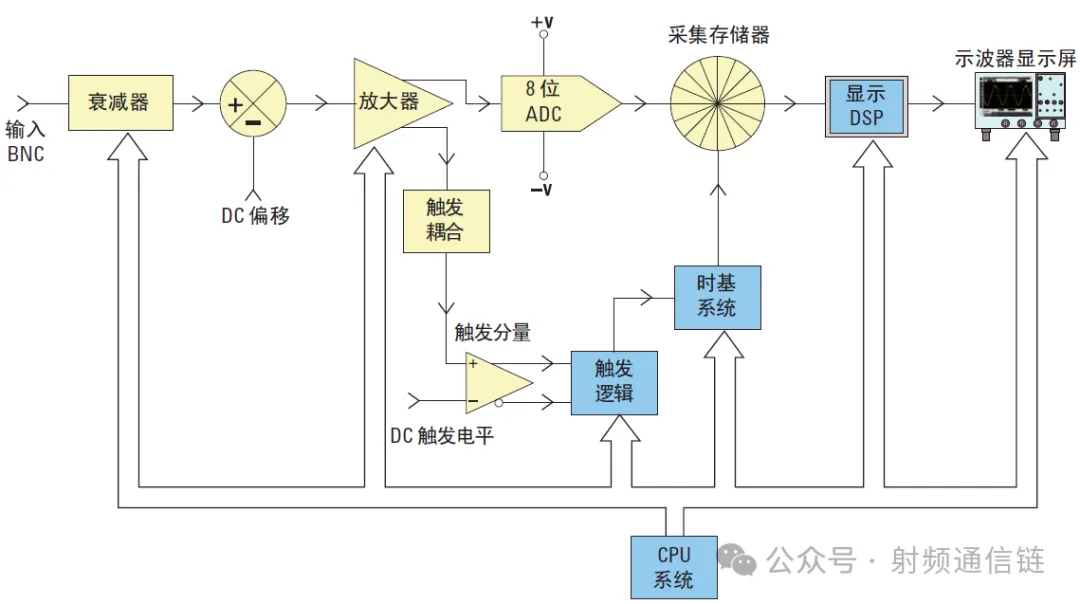 +V
采集存储器
示波器显示屏
衰减器
+
−
放大器
8 位
ADC
显示
DSP
输入
BNC
−V
DC 偏移
触发
耦合
时基
系统
触发分量
+
−
触发
逻辑
DC 触发电平
CPU
系统
公众号 · 射频通信链